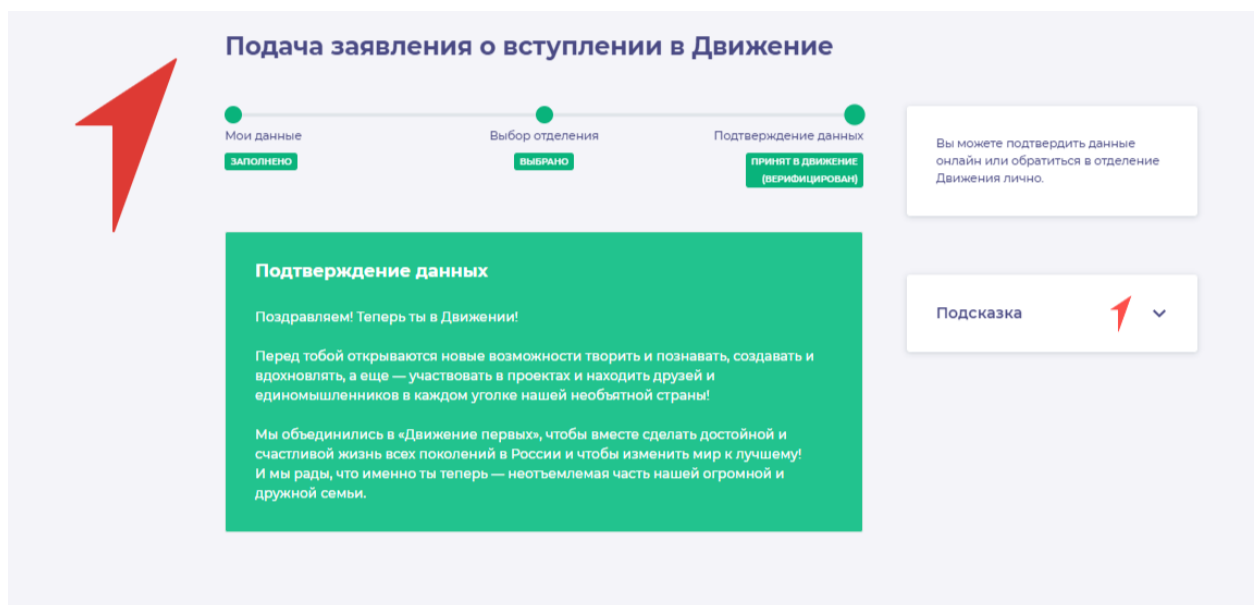 Подача заявления о вступлении в Движение
Мои данные
ЗАПОЛНЕНО
Выбор отделения
ВЫБРАНО
Подтверждение данных
ПРИНЯТ В ДВИЖЕНИЕ
(ВЕРИФИЦИРОВАН)
Вы можете подтвердить данные
онлайн или обратиться в отделение
Движения лично.
Подсказка
Подтверждение данных
Поздравляем! Теперь ты в Движении!
Перед тобой открываются новые возможности творить и познавать, создавать и
вдохновлять, а еще — участвовать в проектах и находить друзей и
единомышленников в каждом уголке нашей необъятной страны!
Мы объединились в «Движение первых», чтобы вместе сделать достойной и
счастливой жизнь всех поколений в России и чтобы изменить мир к лучшему!
И мы рады, что именно ты теперь — неотъемлемая часть нашей огромной и
дружной семьи.